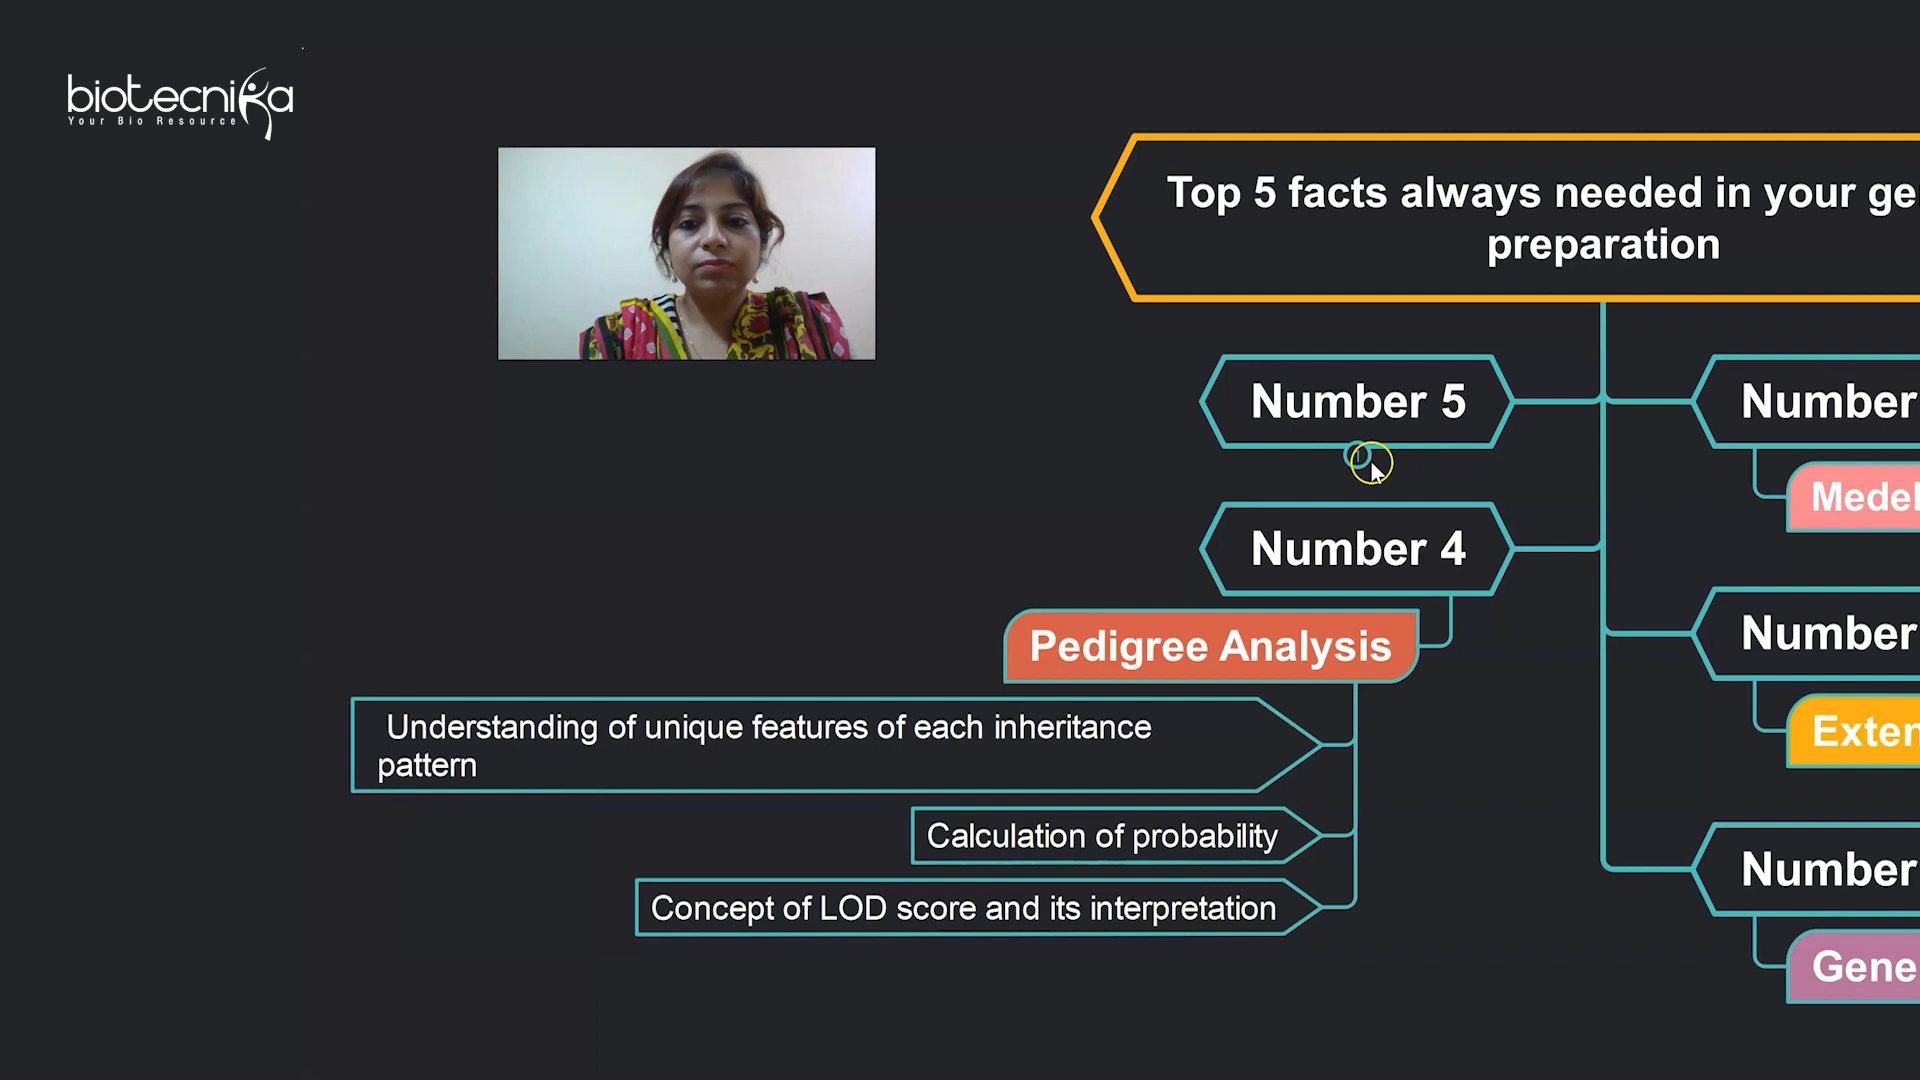 biotecnika
Your Bio Resource
Top 5 facts always needed in your ge
preparation
Number 5
Number
Medel
Number 4
Pedigree Analysis
Number
Exten
Understanding of unique features of each inheritance
pattern
Calculation of probability
Number
Concept of LOD score and its interpretation
Gene